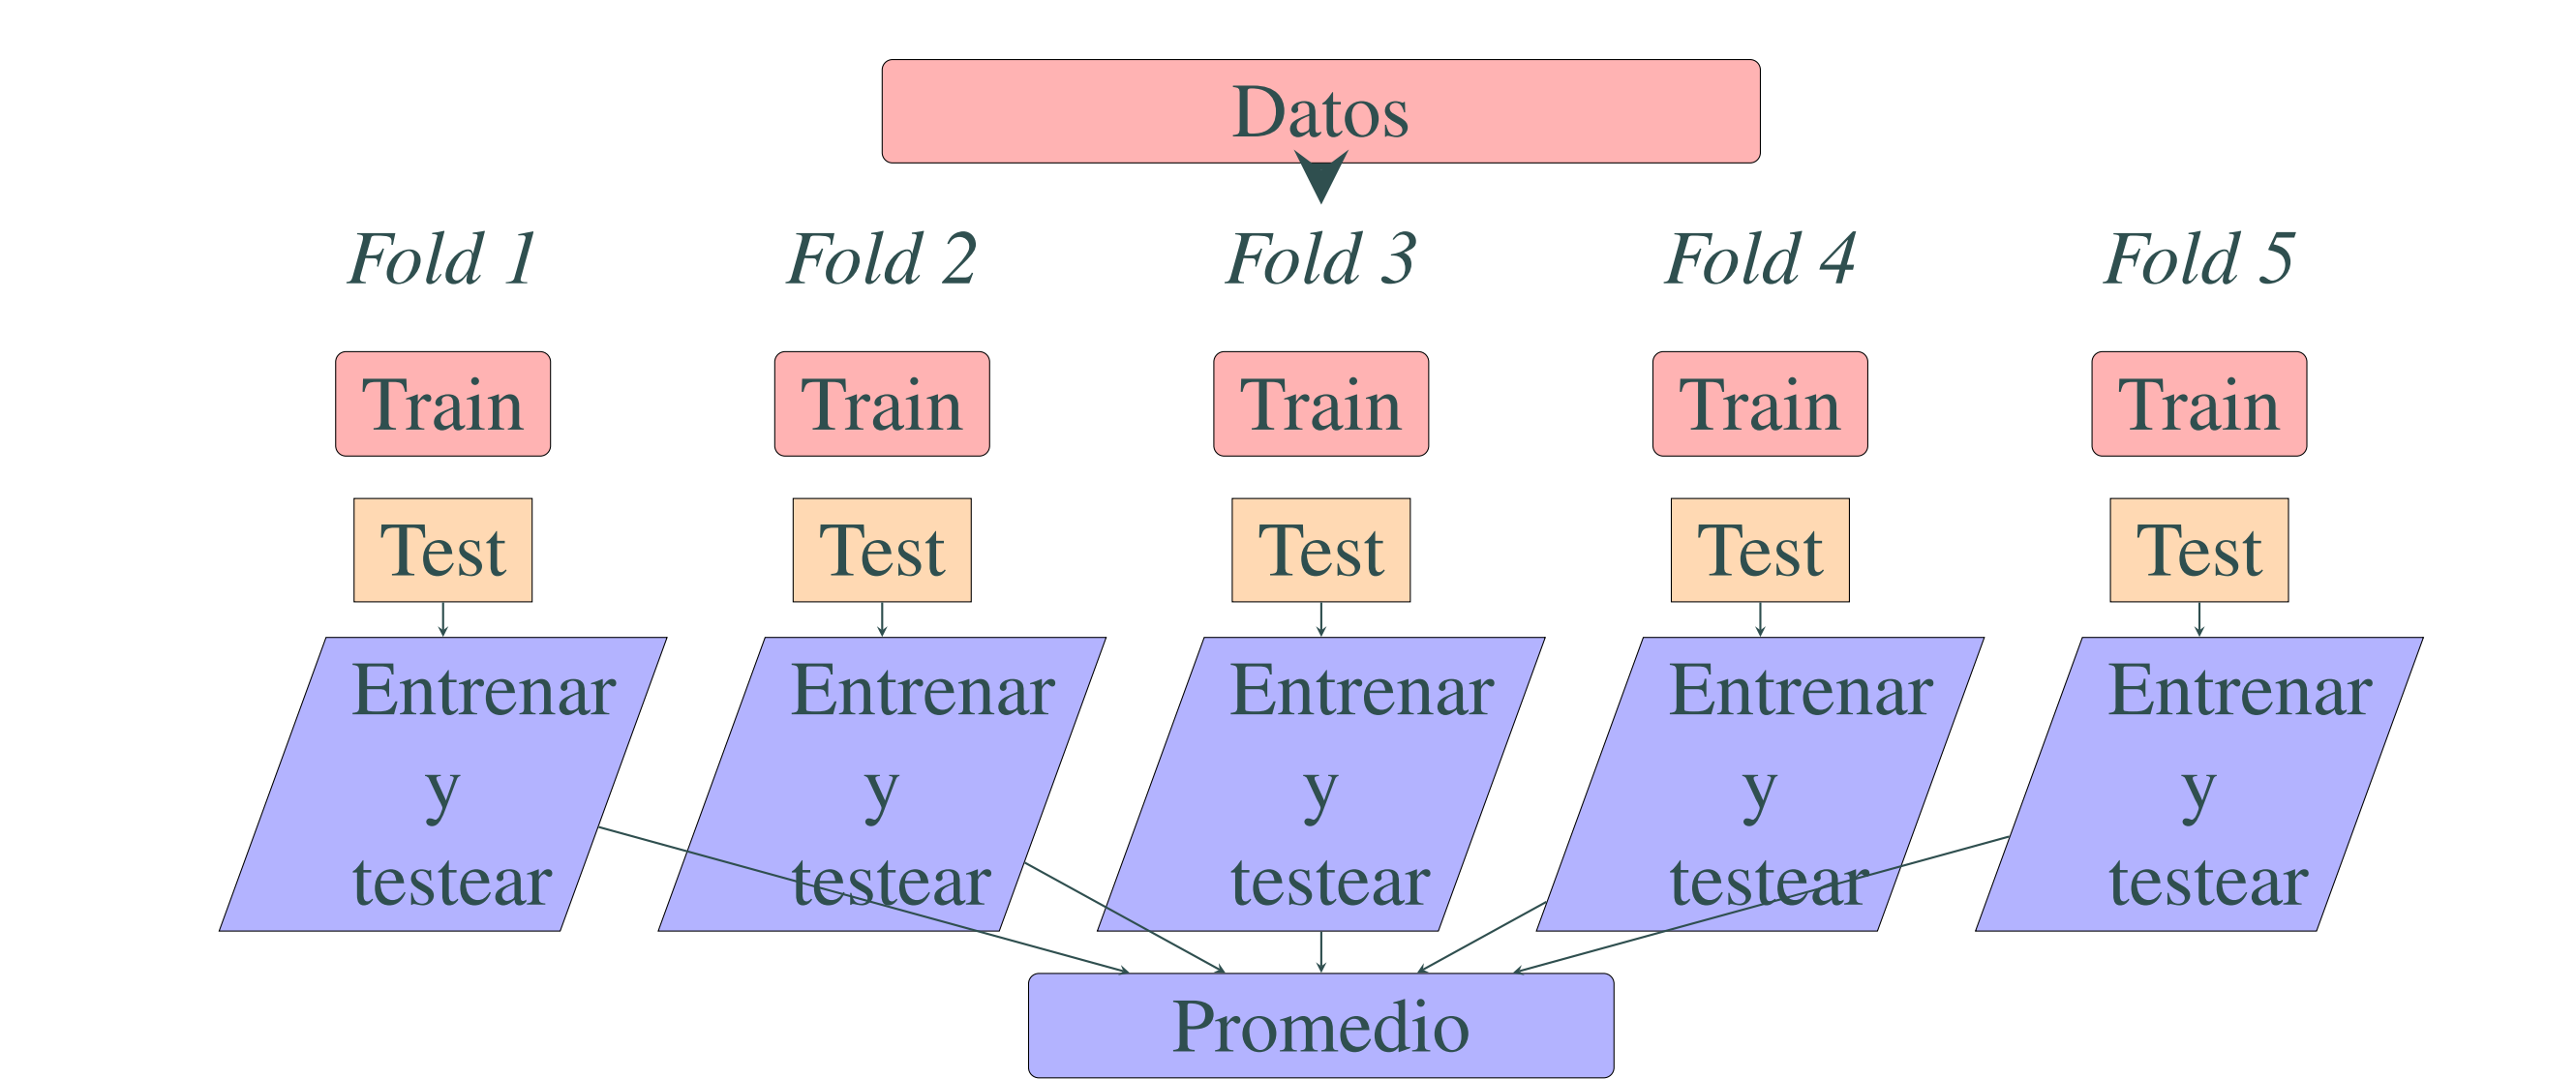 Datos
Fold 1
Fold 2
Fold 3
Fold 4
Fold 5
Train
Train
Train
Train
Train
Test
Test
Test
Test
Test
Entrenar
y
testear
Entrenar
y
testear
Entrenar
y
testear
Entrenar
y
testear
Entrenar
y
testear
Promedio